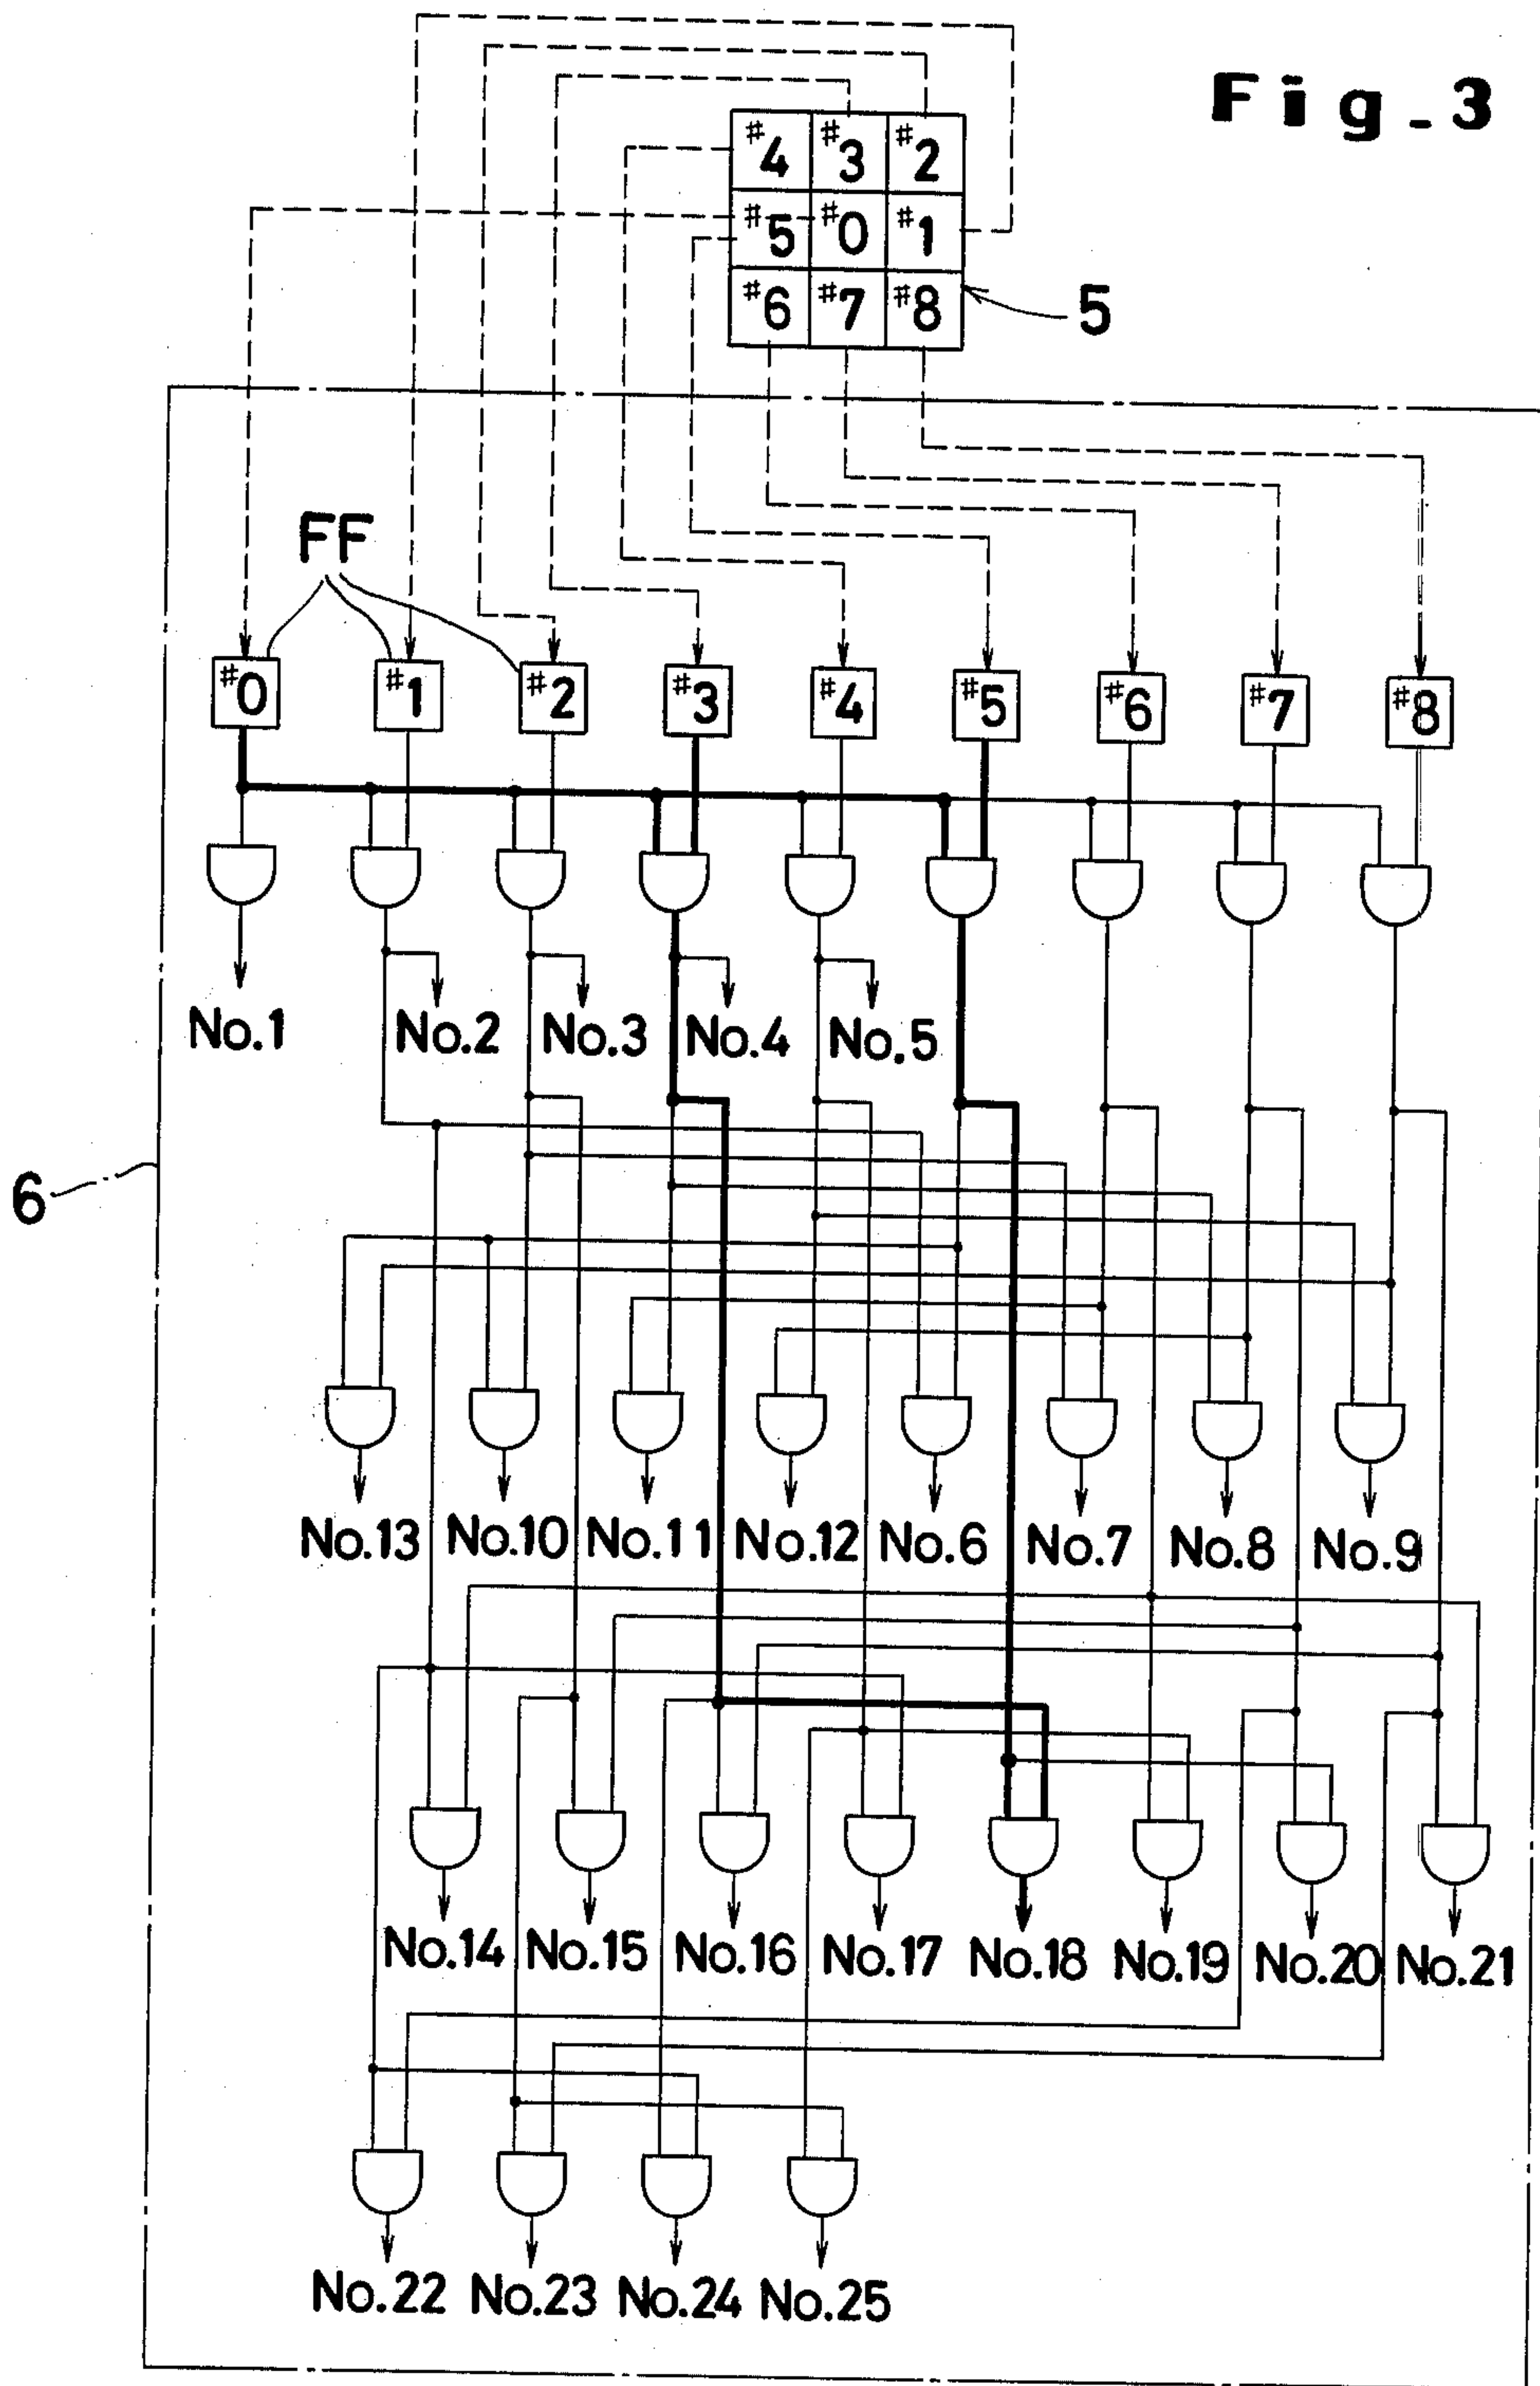 Fig-3
#4 #3 #2
#5 #0 #1
#6 #7 #8
5
FF
#0 #1 #2 #3 #4 #5 #6 #7 #8
No.1 No.2 No.3 No.4 No.5
6
No.13 No.10 No.11 No.12 No.6 No.7 No.8 No.9
No.14 No.15 No.16 No.17 No.18 No.19 No.20 No.21
No.22 No.23 No.24 No.25